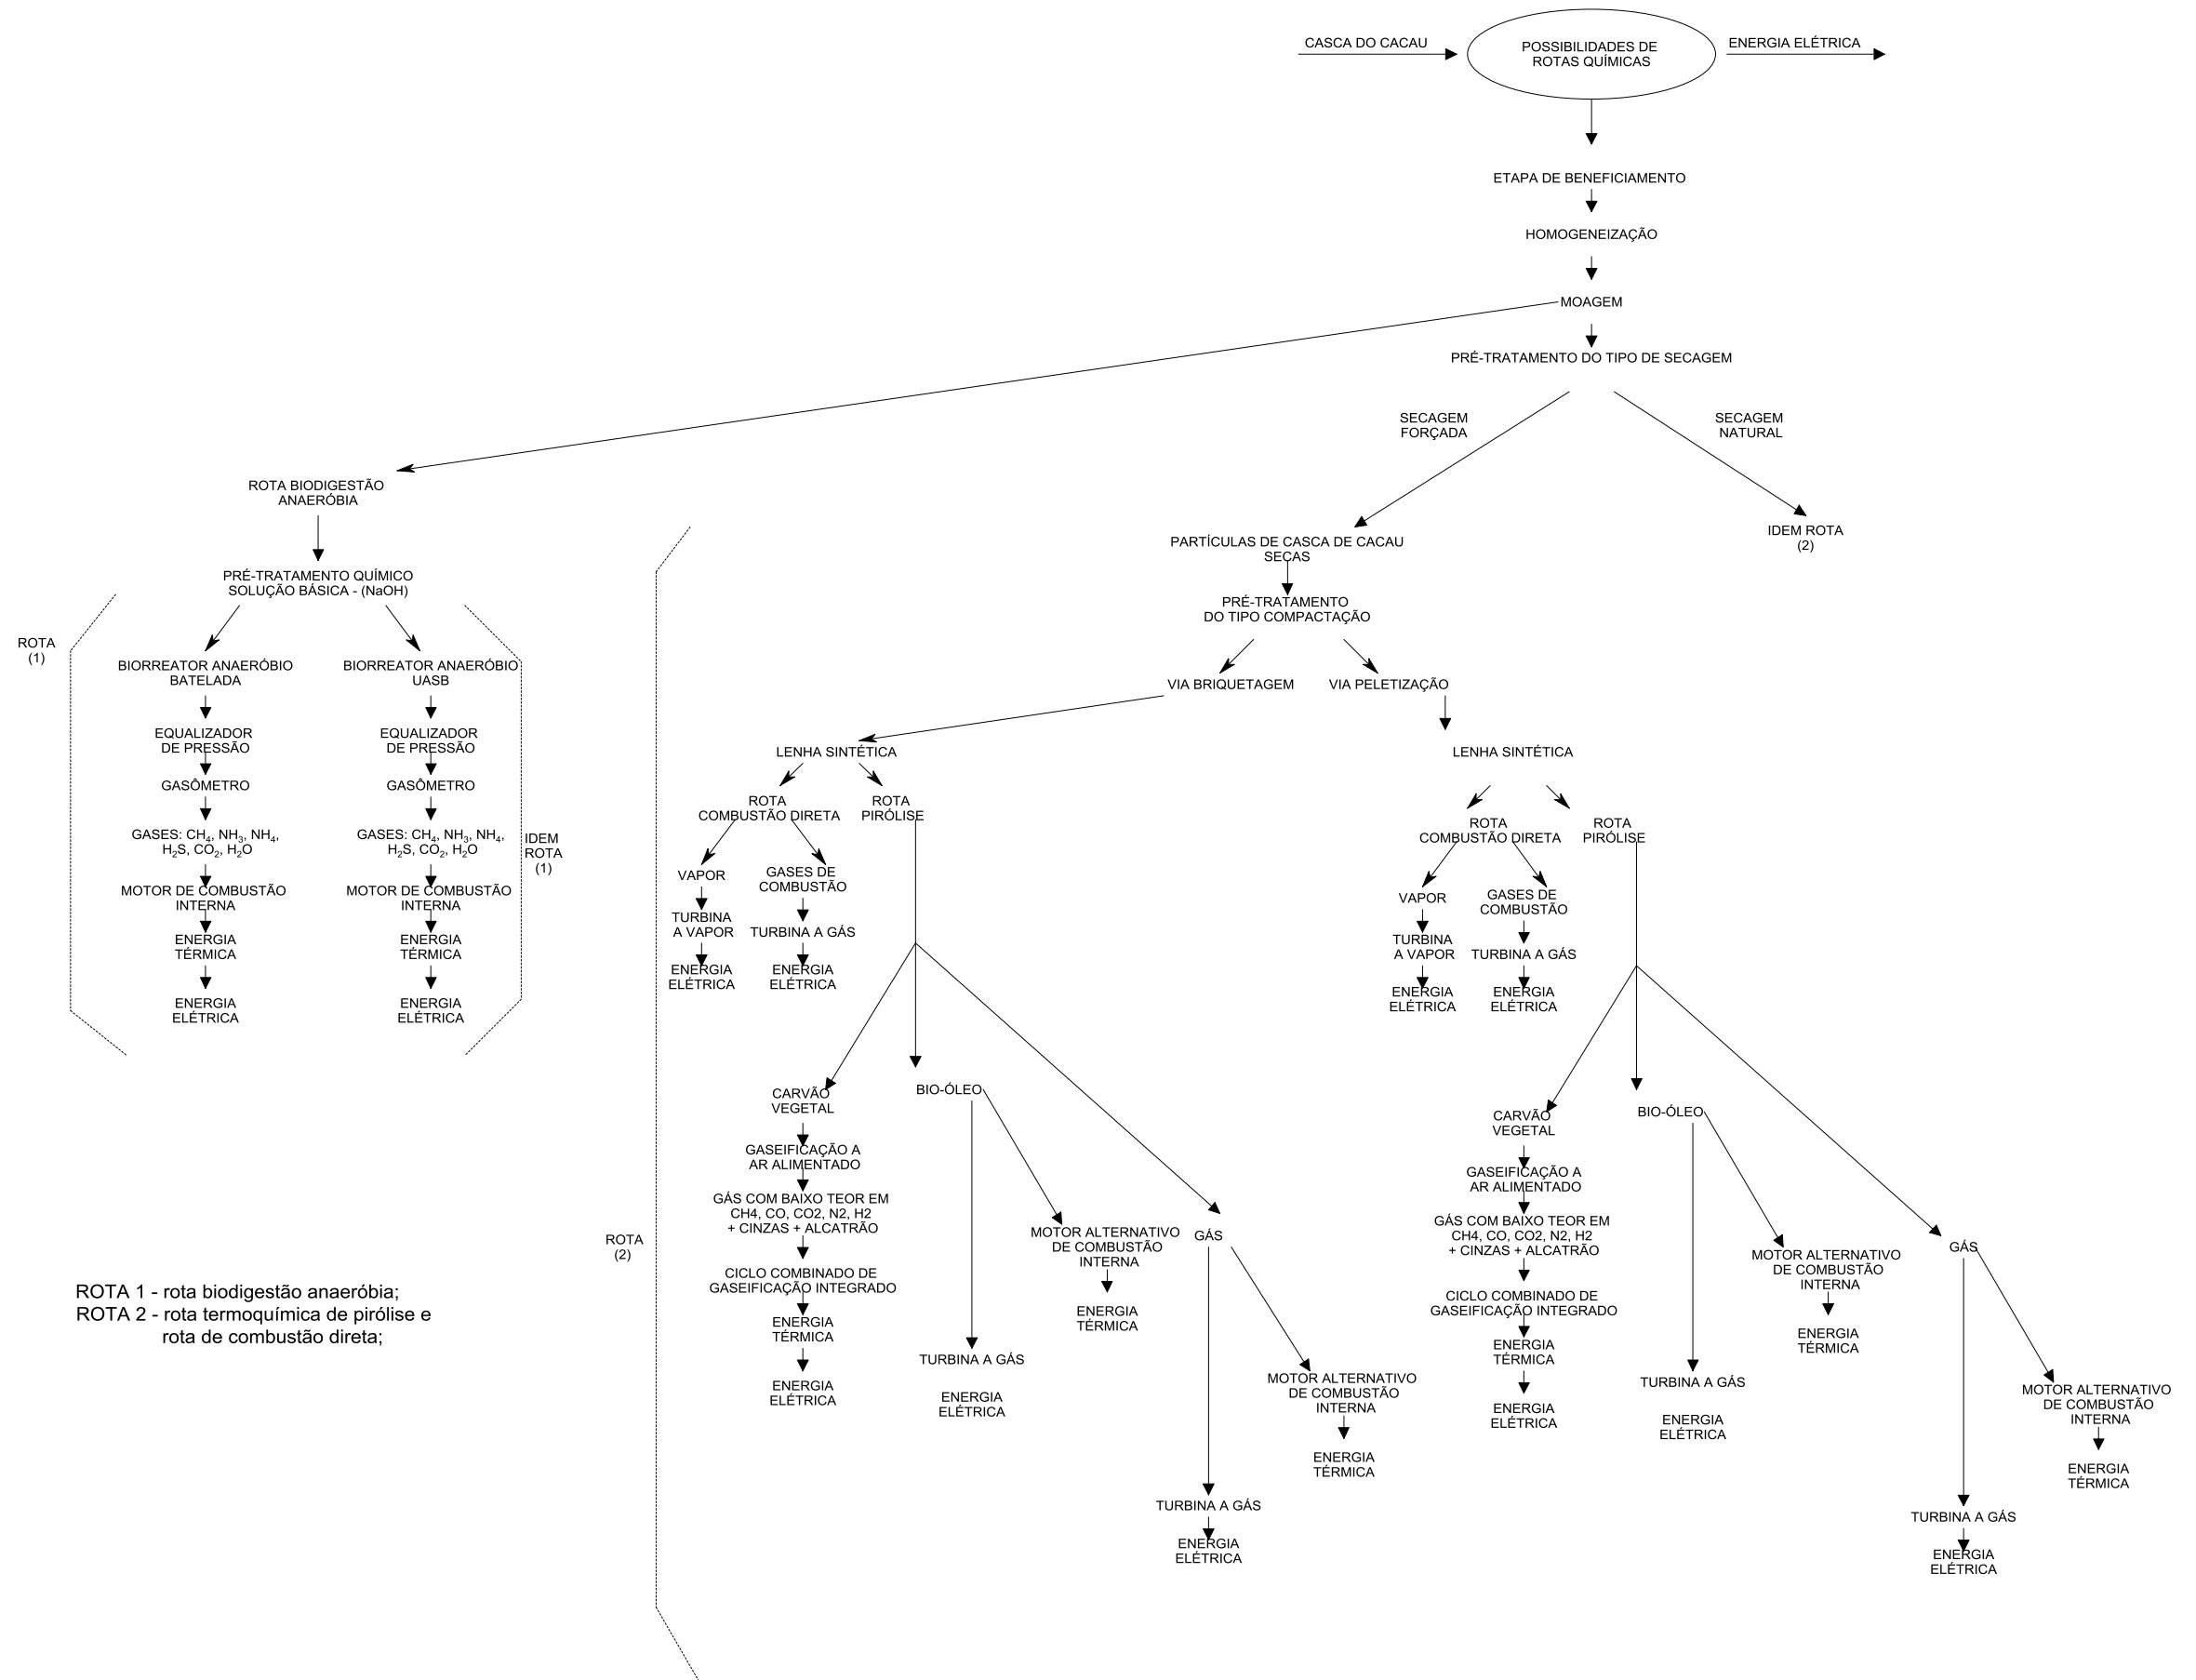 CASCA DO CACAU
POSSIBILIDADES DE
ROTAS QUÍMICAS
ENERGIA ELÉTRICA
ETAPA DE BENEFICIAMENTO
HOMOGENEIZAÇÃO
MOAGEM
PRÉ-TRATAMENTO DO TIPO DE SECAGEM
SECAGEM
FORÇADA
SECAGEM
NATURAL
IDEM ROTA
(2)
ROTA BIODIGESTÃO
ANAERÓBIA
PRÉ-TRATAMENTO QUÍMICO
SOLUÇÃO BÁSICA - (NaOH)
ROTA
(1)
BIORREATOR ANAERÓBIO
BATELADA
EQUALIZADOR
DE PRESSÃO
GASÔMETRO
GASES: CH₄, NH₃, NH₄,
H₂S, CO₂, H₂O
MOTOR DE COMBUSTÃO
INTERNA
ENERGIA
TÉRMICA
ENERGIA
ELÉTRICA
BIORREATOR ANAERÓBIO
UASB
EQUALIZADOR
DE PRESSÃO
GASÔMETRO
GASES: CH₄, NH₃, NH₄,
H₂S, CO₂, H₂O
MOTOR DE COMBUSTÃO
INTERNA
ENERGIA
TÉRMICA
ENERGIA
ELÉTRICA
IDEM
ROTA
(1)
ROTA 1 - rota biodigestão anaeróbia;
ROTA 2 - rota termoquímica de pirólise e
rota de combustão direta;
ROTA
(2)
PARTÍCULAS DE CASCA DE CACAU
SECAS
PRÉ-TRATAMENTO
DO TIPO COMPACTAÇÃO
VIA BRIQUETAGEM
VIA PELETIZAÇÃO
LENHA SINTÉTICA
ROTA
COMBUSTÃO DIRETA
ROTA
PIRÓLISE
VAPOR
TURBINA
A VAPOR
ENERGIA
ELÉTRICA
GASES DE
COMBUSTÃO
TURBINA A GÁS
ENERGIA
ELÉTRICA
CARVÃO
VEGETAL
GASEIFICAÇÃO A
AR ALIMENTADO
GÁS COM BAIXO TEOR EM
CH4, CO, CO2, N2, H2
+ CINZAS + ALCATRÃO
CICLO COMBINADO DE
GASEIFICAÇÃO INTEGRADO
ENERGIA
TÉRMICA
ENERGIA
ELÉTRICA
BIO-ÓLEO
TURBINA A GÁS
ENERGIA
ELÉTRICA
MOTOR ALTERNATIVO
DE COMBUSTÃO
INTERNA
ENERGIA
TÉRMICA
GÁS
TURBINA A GÁS
ENERGIA
ELÉTRICA
MOTOR ALTERNATIVO
DE COMBUSTÃO
INTERNA
ENERGIA
TÉRMICA
LENHA SINTÉTICA
ROTA
COMBUSTÃO DIRETA
ROTA
PIRÓLISE
VAPOR
TURBINA
A VAPOR
ENERGIA
ELÉTRICA
GASES DE
COMBUSTÃO
TURBINA A GÁS
ENERGIA
ELÉTRICA
CARVÃO
VEGETAL
GASEIFICAÇÃO A
AR ALIMENTADO
GÁS COM BAIXO TEOR EM
CH4, CO, CO2, N2, H2
+ CINZAS + ALCATRÃO
CICLO COMBINADO DE
GASEIFICAÇÃO INTEGRADO
ENERGIA
TÉRMICA
ENERGIA
ELÉTRICA
BIO-ÓLEO
TURBINA A GÁS
ENERGIA
ELÉTRICA
MOTOR ALTERNATIVO
DE COMBUSTÃO
INTERNA
ENERGIA
TÉRMICA
GÁS
TURBINA A GÁS
ENERGIA
ELÉTRICA
MOTOR ALTERNATIVO
DE COMBUSTÃO
INTERNA
ENERGIA
TÉRMICA